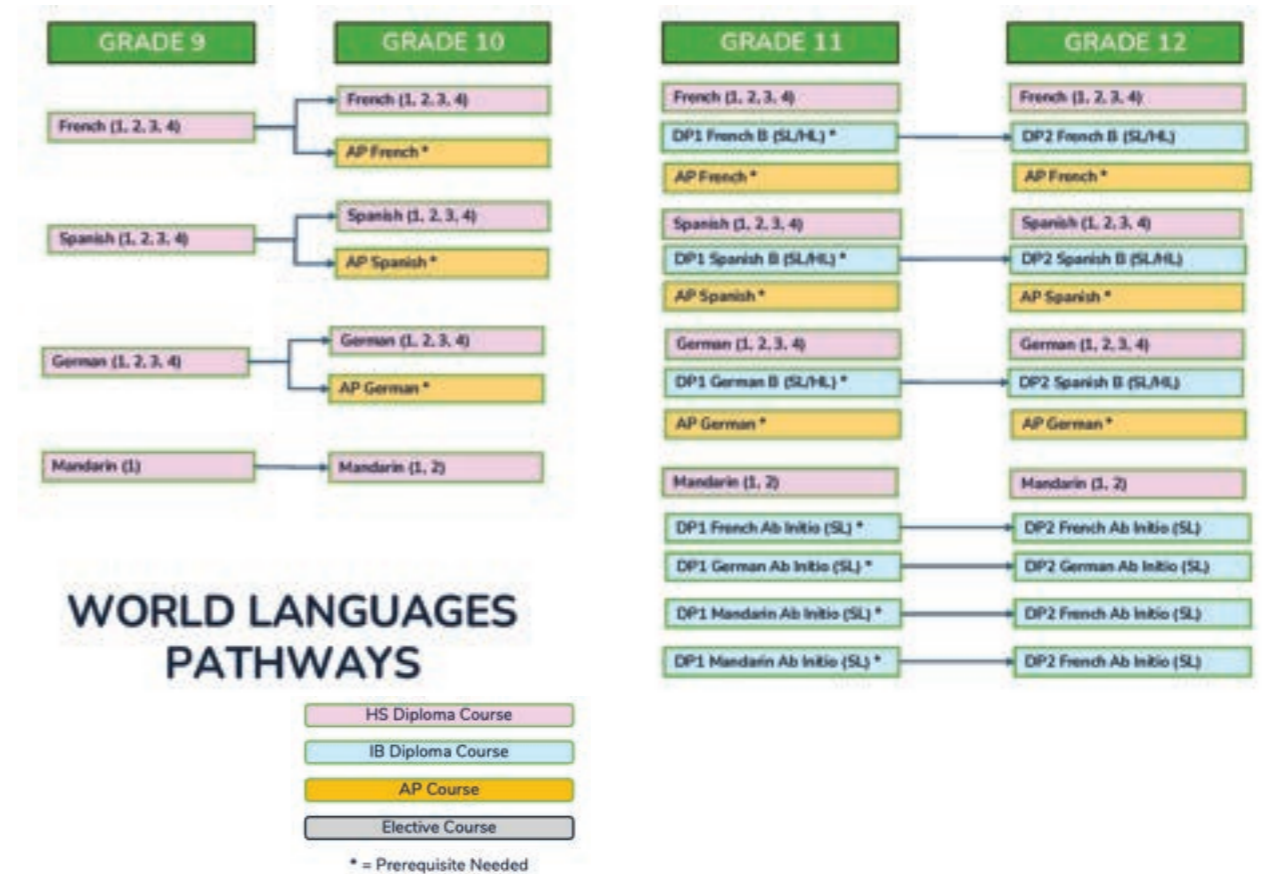 GRADE 9
GRADE 10
French (1, 2, 3, 4)
French (1, 2, 3, 4)
AP French *
Spanish (1, 2, 3, 4)
Spanish (1, 2, 3, 4)
AP Spanish *
German (1, 2, 3, 4)
German (1, 2, 3, 4)
AP German *
Mandarin (1)
Mandarin (1, 2)
GRADE 11
GRADE 12
French (1, 2, 3, 4)
French (1, 2, 3, 4)
DP1 French B (SL/HL) *
DP2 French B (SL/HL)
AP French *
AP French *
Spanish (1, 2, 3, 4)
Spanish (1, 2, 3, 4)
DP1 Spanish B (SL/HL) *
DP2 Spanish B (SL/HL)
AP Spanish *
AP Spanish *
German (1, 2, 3, 4)
German (1, 2, 3, 4)
DP1 German B (SL/HL) *
DP2 Spanish B (SL/HL)
AP German *
AP German *
Mandarin (1, 2)
Mandarin (1, 2)
DP1 French Ab Initio (SL) *
DP2 French Ab Initio (SL)
DP1 German Ab Initio (SL) *
DP2 German Ab Initio (SL)
DP1 Mandarin Ab Initio (SL) *
DP2 French Ab Initio (SL)
DP1 Mandarin Ab Initio (SL) *
DP2 French Ab Initio (SL)
WORLD LANGUAGES
PATHWAYS
HS Diploma Course
IB Diploma Course
AP Course
Elective Course
* = Prerequisite Needed